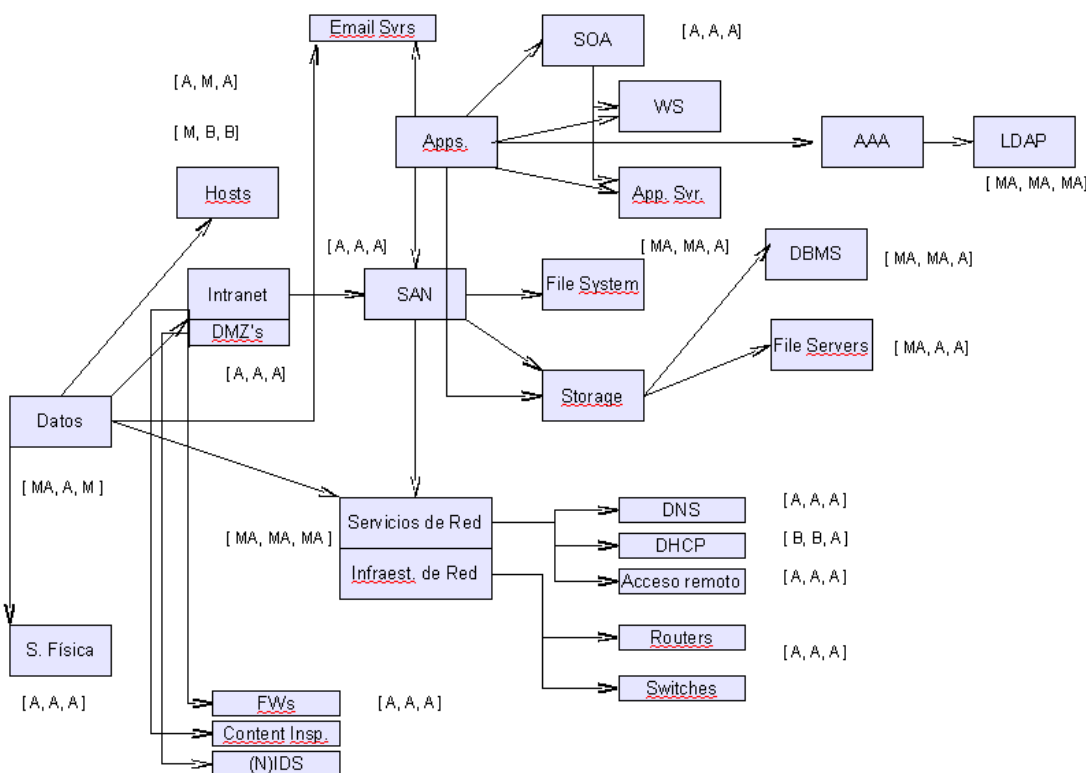 Email Svrs
SOA
[ A, A, A ]
[ A, M, A ]
WS
[ M, B, B ]
Apps.
AAA
LDAP
Hosts
App. Svr.
[ MA, MA, MA]
[ A, A, A ]
[ MA, MA, A ]
DBMS
[ MA, MA, A ]
Intranet
SAN
File System
DMZ's
File Servers
[ MA, A, A ]
[ A, A, A ]
Datos
Storage
[ MA, A, M ]
Servicios de Red
DNS
[ A, A, A ]
[ MA, MA, MA ]
DHCP
[ B, B, A ]
Infraest. de Red
Acceso remoto
[ A, A, A ]
S. Física
Routers
[ A, A, A ]
Switches
[ A, A, A ]
FWs
[ A, A, A ]
Content Insp.
(N)IDS